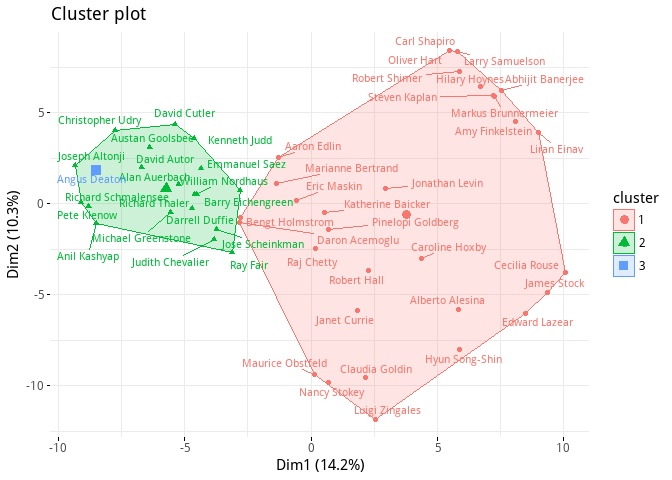 Cluster plot
Carl Shapiro
Oliver Hart
Larry Samuelson
Robert Shimer
Hilary Hoynes
Abhijit Banerjee
Steven Kaplan
Markus Brunnermeier
Amy Finkelstein
Liran Einav
Christopher Udry
David Cutler
Austan Goolsbee
Kenneth Judd
Aaron Edlin
Joseph Altonji
David Autor
Emmanuel Saez
Marianne Bertrand
Angus Deaton
Alan Auerbach
William Nordhaus
Eric Maskin
Jonathan Levin
Richard Schmalensee
Richard Thaler
Barry Eichengreen
Katherine Baicker
Pete Klenow
Darrell Duffie
Bengt Holmstrom
Pinelopi Goldberg
Michael Greenstone
Jose Scheinkman
Daron Acemoglu
Caroline Hoxby
Anil Kashyap
Judith Chevalier
Ray Fair
Raj Chetty
Cecilia Rouse
Robert Hall
James Stock
Alberto Alesina
Janet Currie
Edward Lazear
Maurice Obstfeld
Claudia Goldin
Hyun Song-Shin
Nancy Stokey
Luigi Zingales
5
0
-5
-10
Dim2 (10.3%)
-10
-5
0
5
10
Dim1 (14.2%)
cluster
1
2
3